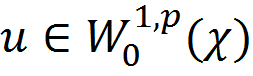 𝑢 ∈ 𝑊₀^{1,𝑝}(𝜒)